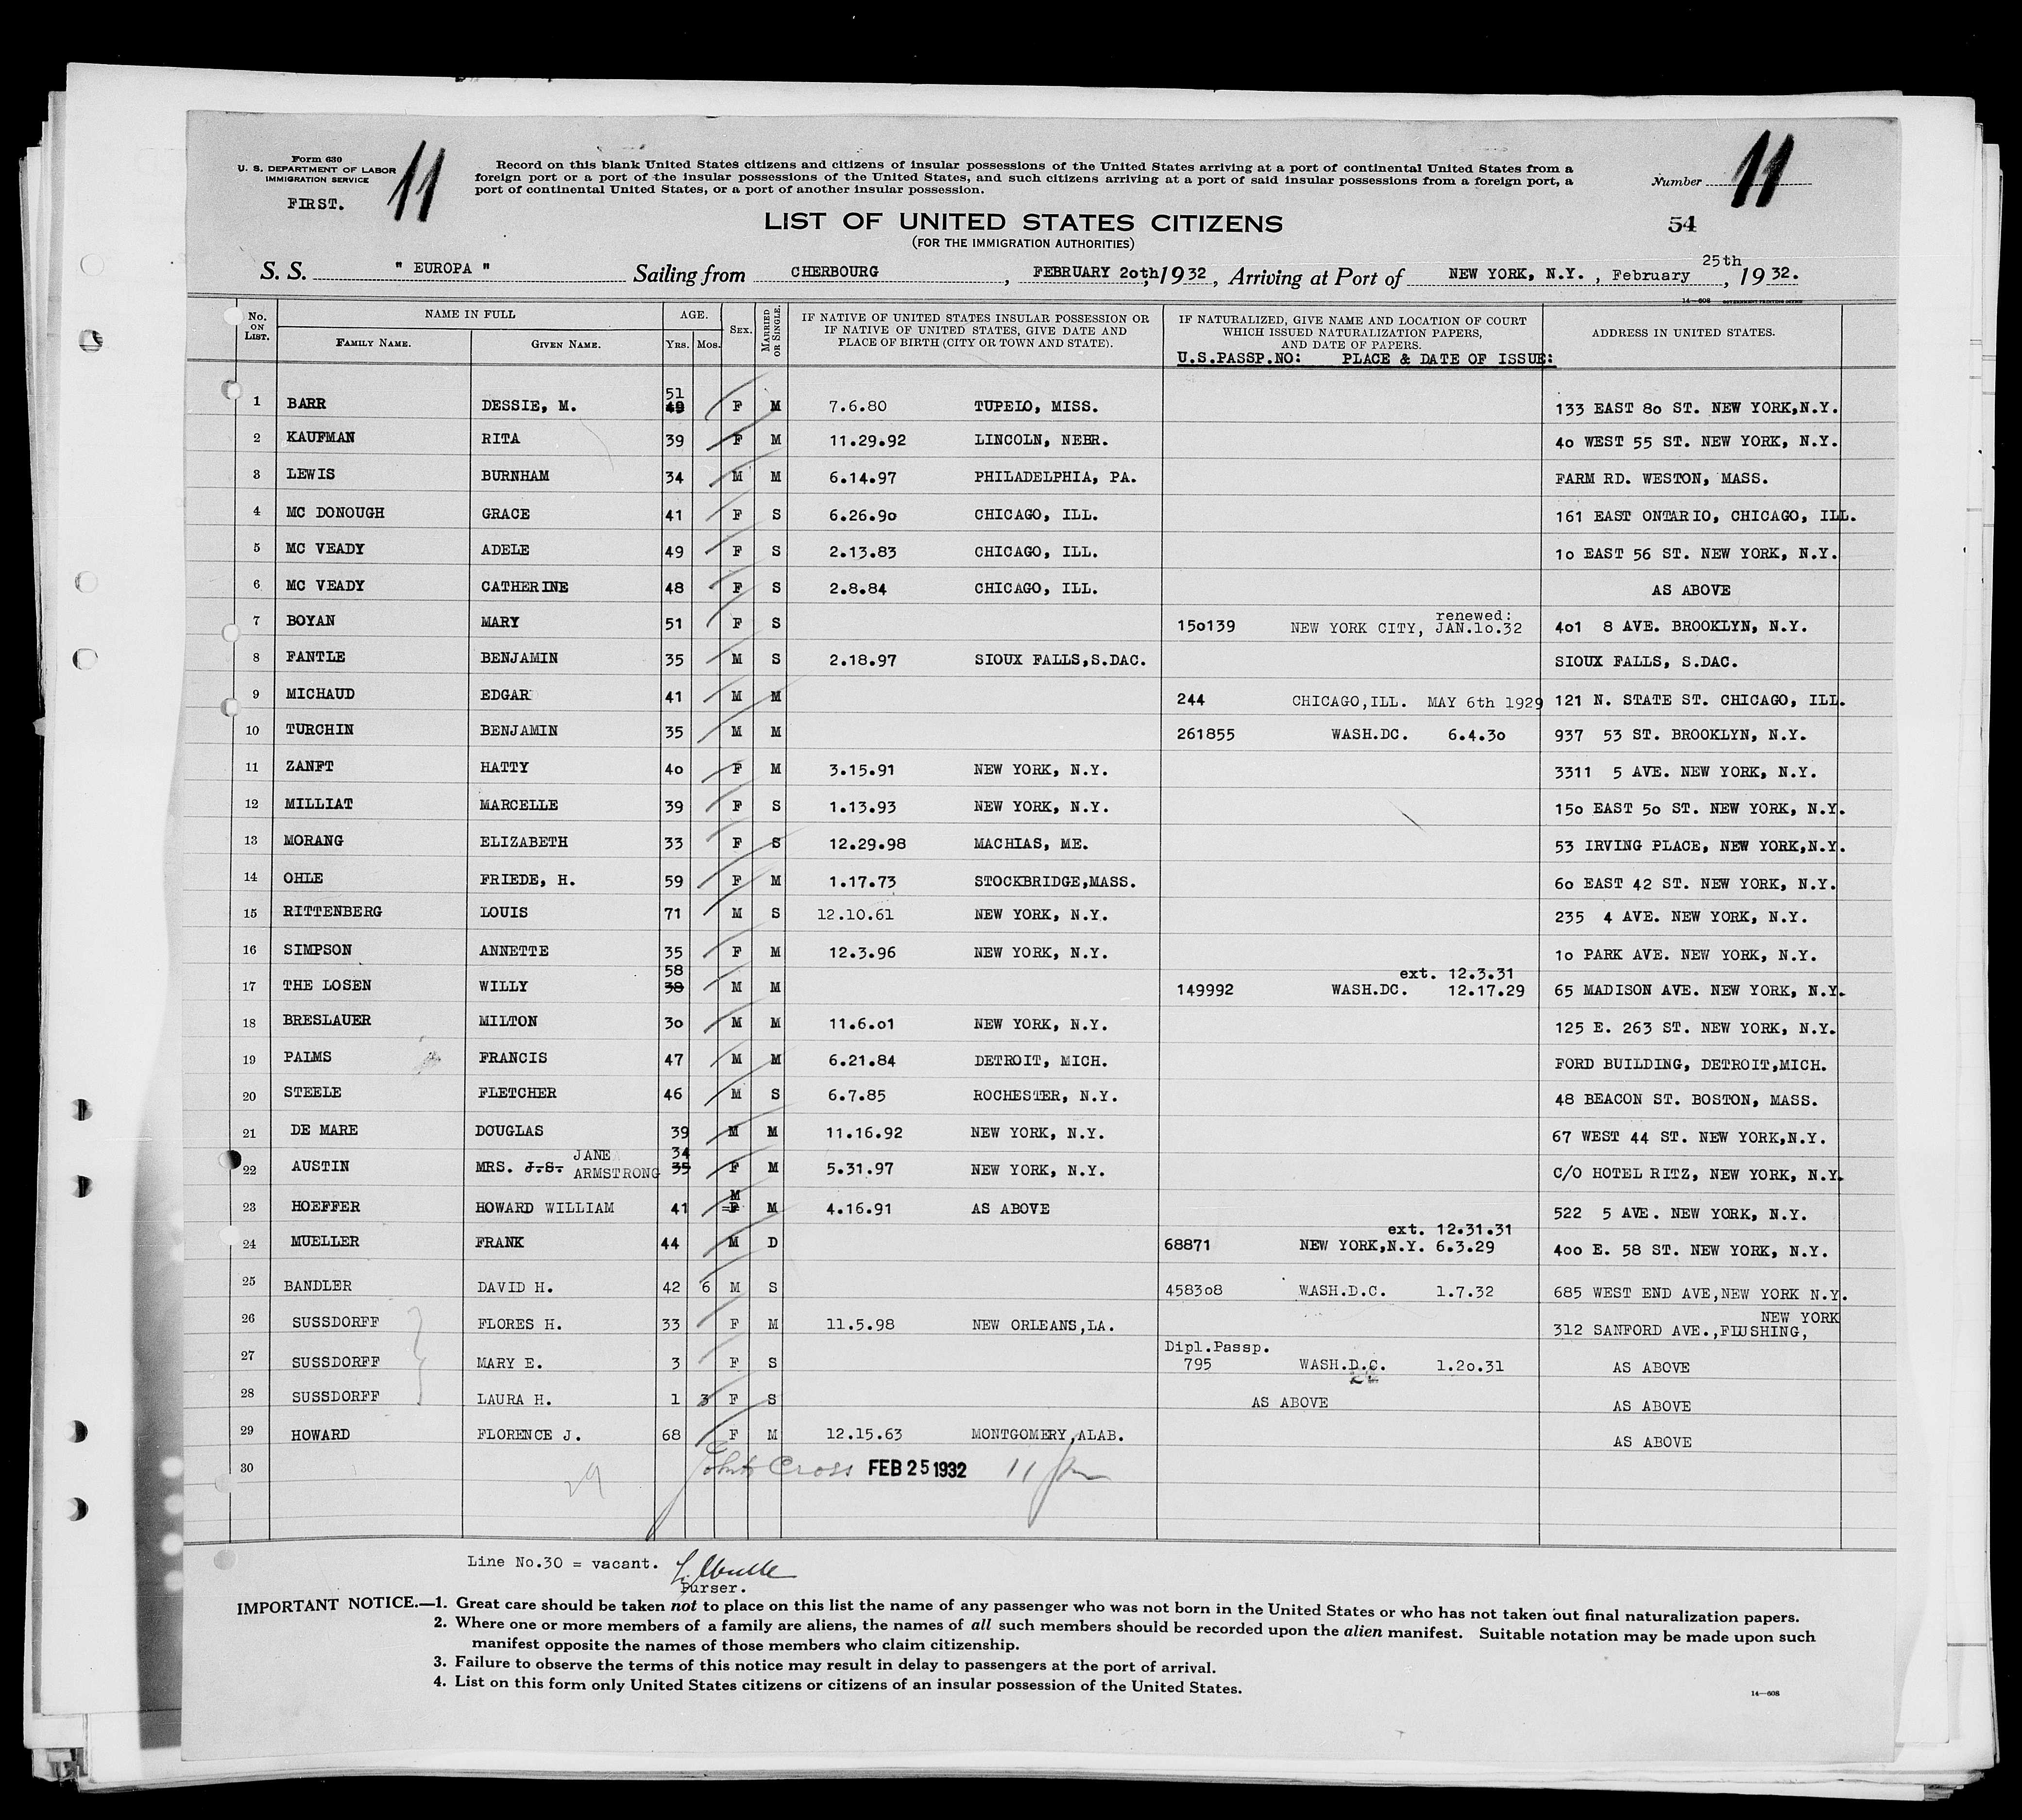 Form 630
U. S. DEPARTMENT OF LABOR
IMMIGRATION SERVICE
FIRST.
11
Record on this blank United States citizens and citizens of insular possessions of the United States arriving at a port of continental United States from a
foreign port or a port of the insular possessions of the United States, and such citizens arriving at a port of said insular possessions from a foreign port, a
port of continental United States, or a port of another insular possession.
Number 11
54
LIST OF UNITED STATES CITIZENS
(FOR THE IMMIGRATION AUTHORITIES)
S. S. " EUROPA " Sailing from CHERBOURG, FEBRUARY 20th, 1932, Arriving at Port of NEW YORK, N.Y., February 25th, 1932.
14—608 GOVERNMENT PRINTING OFFICE
No. ON LIST. NAME IN FULL FAMILY NAME. GIVEN NAME. AGE. YRS. MOS. SEX. MARRIED OR SINGLE. IF NATIVE OF UNITED STATES INSULAR POSSESSION OR IF NATIVE OF UNITED STATES, GIVE DATE AND PLACE OF BIRTH (CITY OR TOWN AND STATE). IF NATURALIZED, GIVE NAME AND LOCATION OF COURT WHICH ISSUED NATURALIZATION PAPERS, AND DATE OF PAPERS. ADDRESS IN UNITED STATES.
U.S.PASSP.NO: PLACE & DATE OF ISSUE:
1 BARR DESSIE, M. 51 49 F M 7.6.80 TUPELO, MISS. 133 EAST 80 ST. NEW YORK,N.Y.
2 KAUFMAN RITA 39 F M 11.29.92 LINCOLN, NEBR. 40 WEST 55 ST. NEW YORK, N.Y.
3 LEWIS BURNHAM 34 M M 6.14.97 PHILADELPHIA, PA. FARM RD. WESTON, MASS.
4 MC DONOUGH GRACE 41 F S 6.26.90 CHICAGO, ILL. 161 EAST ONTARIO, CHICAGO, ILL.
5 MC VEADY ADELE 49 F S 2.13.83 CHICAGO, ILL. 10 EAST 56 ST. NEW YORK, N.Y.
6 MC VEADY CATHERINE 48 F S 2.8.84 CHICAGO, ILL. AS ABOVE
7 BOYAN MARY 51 F S 150139 NEW YORK CITY, renewed: JAN.10.32 401 8 AVE. BROOKLYN, N.Y.
8 FANTLE BENJAMIN 35 M S 2.18.97 SIOUX FALLS,S.DAC. SIOUX FALLS, S.DAC.
9 MICHAUD EDGAR 41 M M 244 CHICAGO,ILL. MAY 6th 1929 121 N. STATE ST. CHICAGO, ILL.
10 TURCHIN BENJAMIN 35 M M 261855 WASH.DC. 6.4.30 937 53 ST. BROOKLYN, N.Y.
11 ZANFT HATTY 40 F M 3.15.91 NEW YORK, N.Y. 3311 5 AVE. NEW YORK, N.Y.
12 MILLIAT MARCELLE 39 F S 1.13.93 NEW YORK, N.Y. 150 EAST 50 ST. NEW YORK, N.Y.
13 MORANG ELIZABETH 33 F S 12.29.98 MACHIAS, ME. 53 IRVING PLACE, NEW YORK,N.Y.
14 OHLE FRIEDE, H. 59 F M 1.17.73 STOCKBRIDGE,MASS. 60 EAST 42 ST. NEW YORK, N.Y.
15 RITTENBERG LOUIS 71 M S 12.10.61 NEW YORK, N.Y. 235 4 AVE. NEW YORK, N.Y.
16 SIMPSON ANNETTE 35 F M 12.3.96 NEW YORK, N.Y. 10 PARK AVE. NEW YORK, N.Y.
17 THE LOSEN WILLY 58 38 M M 149992 WASH.DC. ext. 12.3.31 12.17.29 65 MADISON AVE. NEW YORK, N.Y.
18 BRESLAUER MILTON 30 M M 11.6.01 NEW YORK, N.Y. 125 E. 263 ST. NEW YORK, N.Y.
19 PALMS FRANCIS 47 M M 6.21.84 DETROIT, MICH. FORD BUILDING, DETROIT,MICH.
20 STEELE FLETCHER 46 M S 6.7.85 ROCHESTER, N.Y. 48 BEACON ST. BOSTON, MASS.
21 DE MARE DOUGLAS 39 M M 11.16.92 NEW YORK, N.Y. 67 WEST 44 ST. NEW YORK,N.Y.
22 AUSTIN MRS. J.S. JANE ARMSTRONG 34 35 F M 5.31.97 NEW YORK, N.Y. C/O HOTEL RITZ, NEW YORK, N.Y.
23 HOEFFER HOWARD WILLIAM 41 M F M 4.16.91 AS ABOVE 522 5 AVE. NEW YORK, N.Y.
24 MUELLER FRANK 44 M D 68871 NEW YORK,N.Y. ext. 12.31.31 6.3.29 400 E. 58 ST. NEW YORK, N.Y.
25 BANDLER DAVID H. 42 6 M S 458308 WASH.D.C. 1.7.32 685 WEST END AVE,NEW YORK N.Y.
26 SUSSDORFF FLORES H. 33 F M 11.5.98 NEW ORLEANS,LA. 312 SANFORD AVE.,FLUSHING, NEW YORK
27 SUSSDORFF MARY E. 3 F S Dipl.Passp. 795 WASH.D.C. 1.20.31 AS ABOVE
28 SUSSDORFF LAURA H. 1 3 F S AS ABOVE AS ABOVE
29 HOWARD FLORENCE J. 68 F M 12.15.63 MONTGOMERY,ALAB. AS ABOVE
30 Cross FEB 25 1932 11
29
Line No.30 = vacant.
Purser.
IMPORTANT NOTICE.—1. Great care should be taken not to place on this list the name of any passenger who was not born in the United States or who has not taken out final naturalization papers.
2. Where one or more members of a family are aliens, the names of all such members should be recorded upon the alien manifest. Suitable notation may be made upon such
manifest opposite the names of those members who claim citizenship.
3. Failure to observe the terms of this notice may result in delay to passengers at the port of arrival.
4. List on this form only United States citizens or citizens of an insular possession of the United States.
14—608